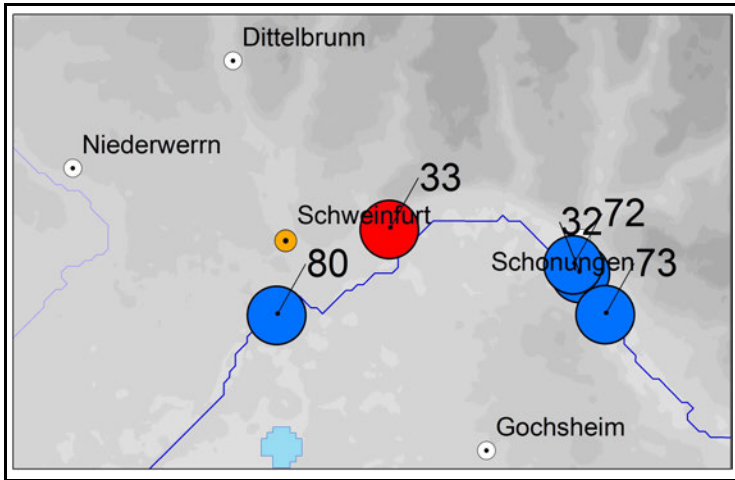 Dittelbrunn
Niederwerrn
33
Schweinfurt
32
72
80
Schonungen
73
Gochsheim